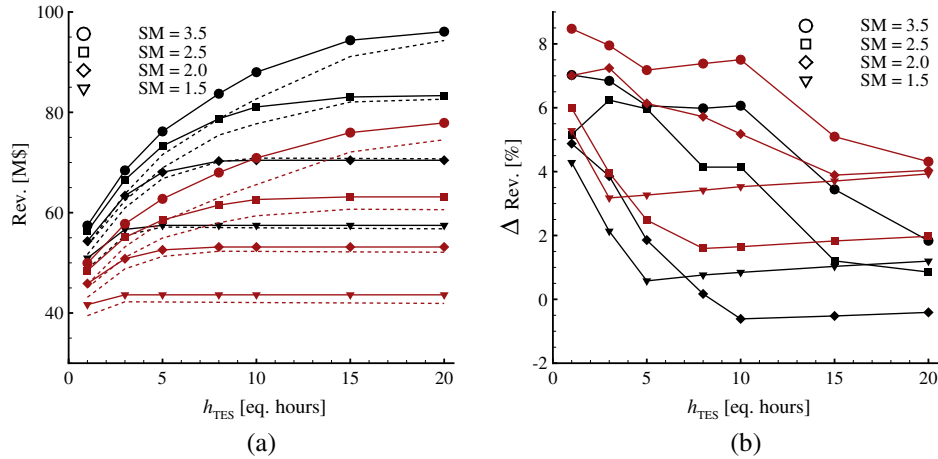 100
80
60
40
Rev. [M$]
SM = 3.5
SM = 2.5
SM = 2.0
SM = 1.5
0 5 10 15 20
h_TES [eq. hours]
(a)
8
6
4
2
0
-2
Δ Rev. [%]
SM = 3.5
SM = 2.5
SM = 2.0
SM = 1.5
0 5 10 15 20
h_TES [eq. hours]
(b)